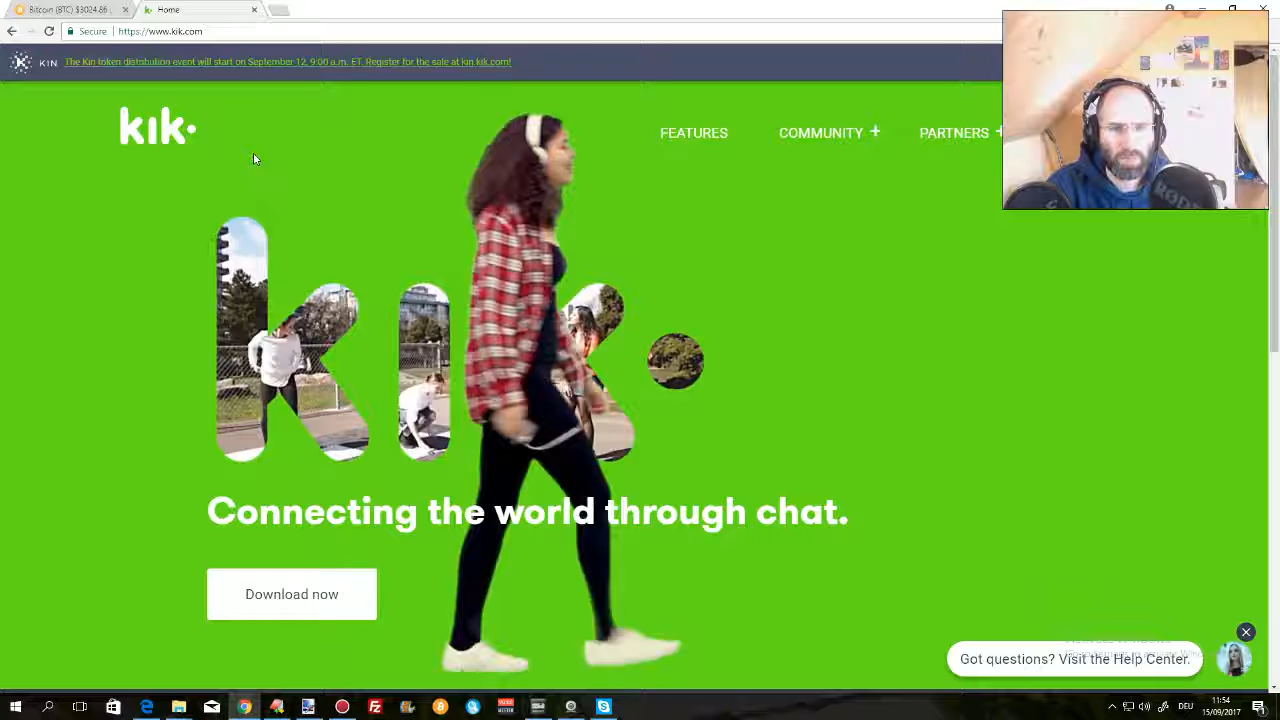 Bitcoin (BTC) $3024.86
Home
Secure
https://www.kik.com
KIN
The Kin token distribution event will start on September 12, 9:00 a.m. ET. Register for the sale at kin.kik.com!
kik
FEATURES
COMMUNITY +
PARTNERS +
RØDE
kik
Connecting the world through chat.
Download now
Got questions? Visit the Help Center.
DEU
11:54
15/09/2017